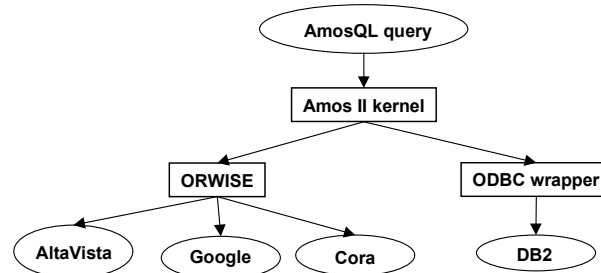 AmosQL query
Amos II kernel
ORWISE
ODBC wrapper
AltaVista
Google
Cora
DB2